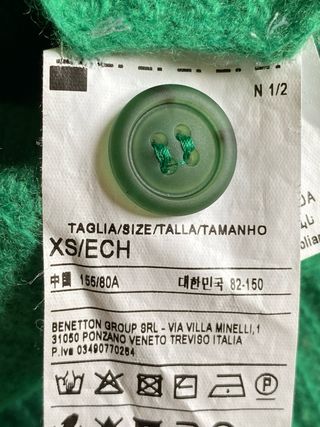 N 1/2
TAGLIA/SIZE/TALLA/TAMANHO
XS/ECH
中国 155/80A 대한민국 82-150
BENETTON GROUP SRL - VIA VILLA MINELLI,1
31050 PONZANO VENETO TREVISO ITALIA
P.Iva 03490770264
P